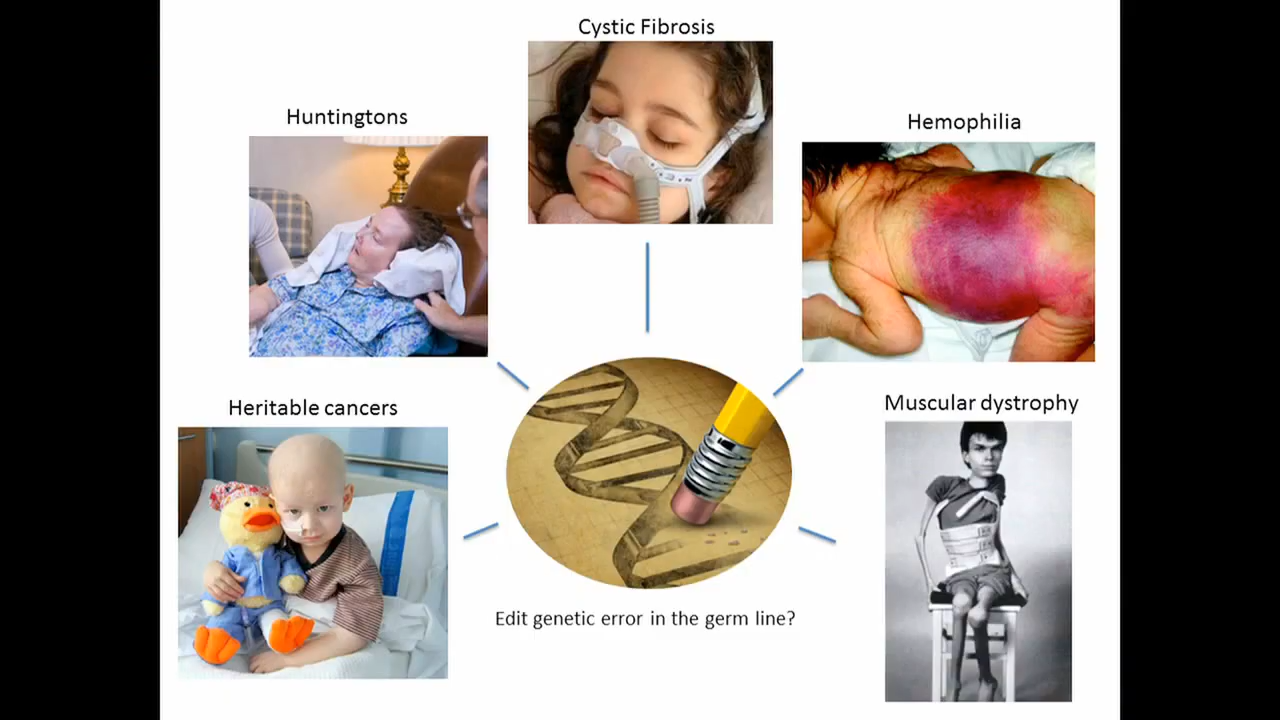 Cystic Fibrosis
Huntingtons
Hemophilia
Heritable cancers
Muscular dystrophy
Edit genetic error in the germ line?